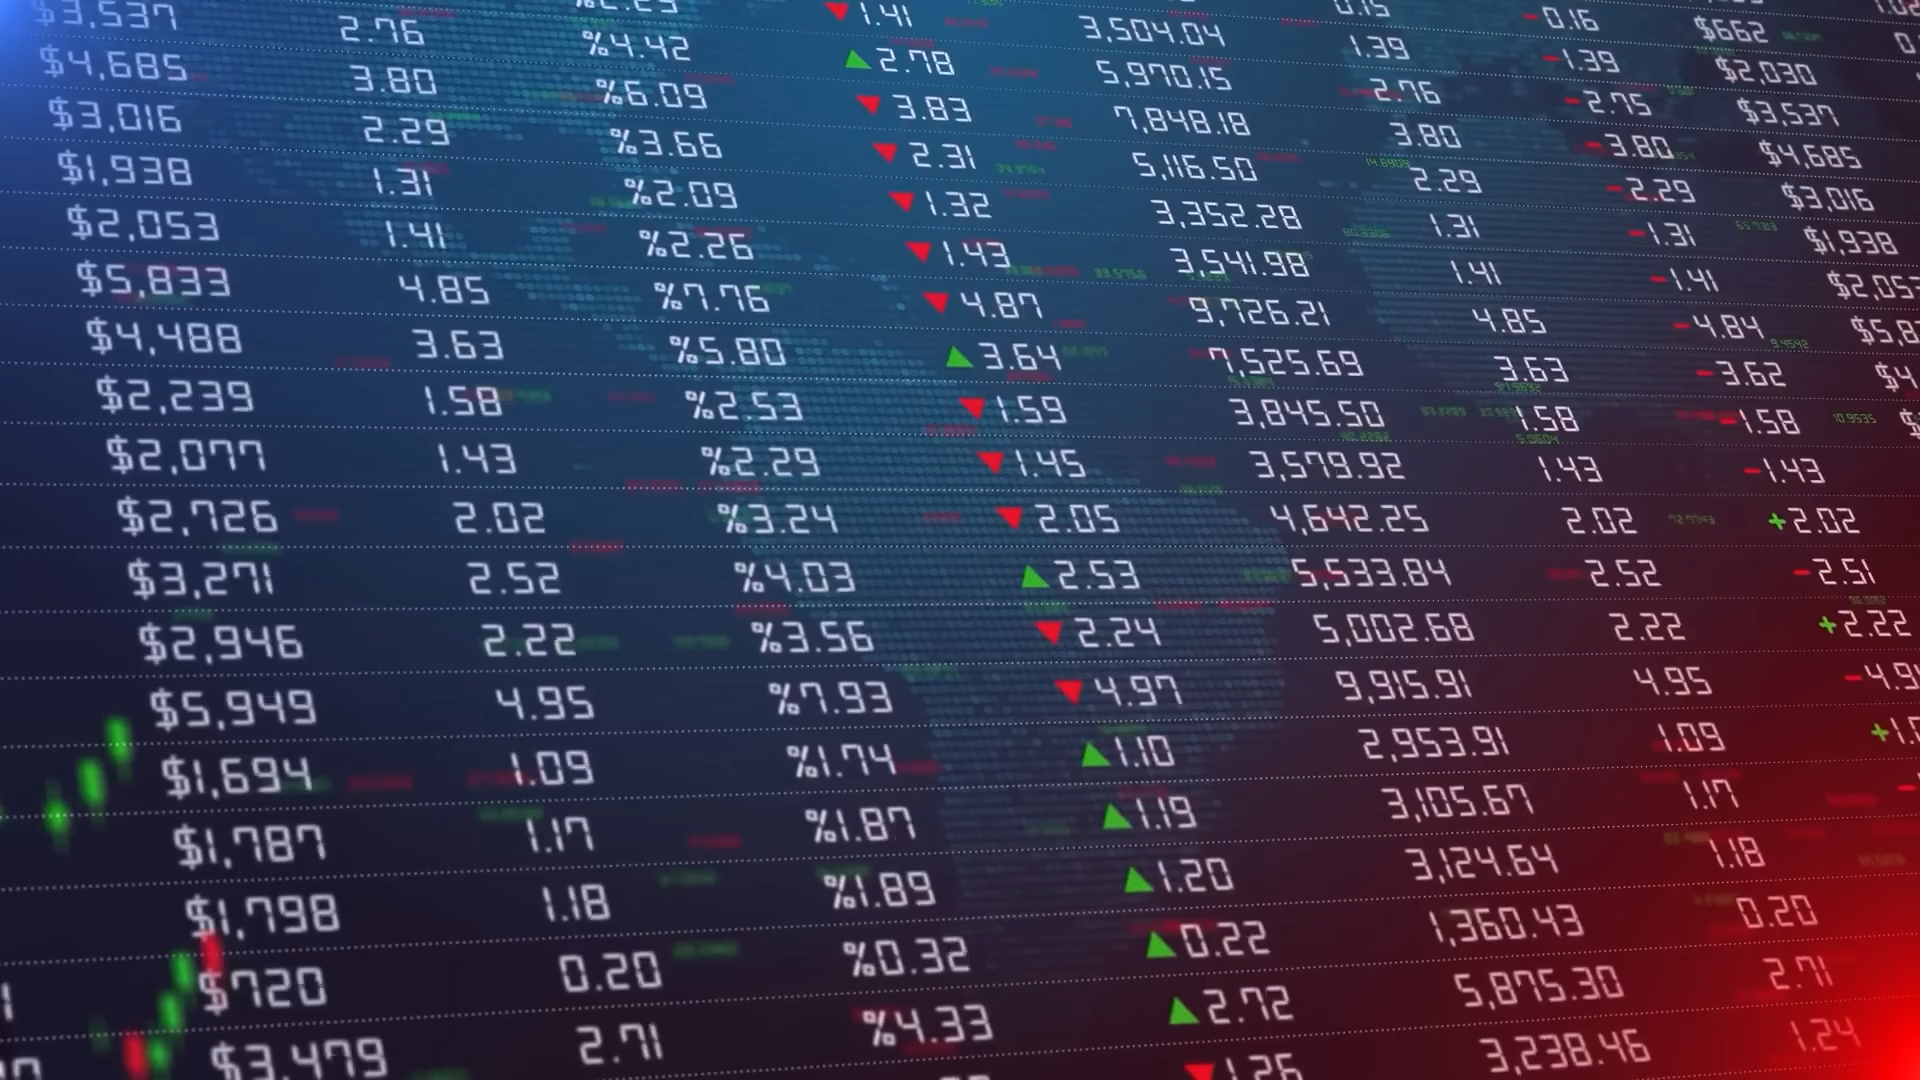 0.15 -0.16 $662
▼ 1.41 3,504.04 1.39 -1.39 $2,030
$3,537 2.76 %4.42 ▲ 2.78 5,970.15 2.76 -2.75 $3,537
$4,685 3.80 %6.09 ▼ 3.83 7,848.18 3.80 -3.80 $4,685
$3,016 2.29 %3.66 ▼ 2.31 5,116.50 2.29 -2.29 $3,016
$1,938 1.31 %2.09 ▼ 1.32 3,352.28 1.31 -1.31 $1,938
$2,053 1.41 %2.26 ▼ 1.43 3,541.98 1.41 -1.41 $2,053
$5,833 4.85 %7.76 ▼ 4.87 9,726.21 4.85 -4.84
$4,488 3.63 %5.80 ▲ 3.64 7,525.69 3.63 -3.62
$2,239 1.58 %2.53 ▼ 1.59 3,845.50 1.58 -1.58
$2,077 1.43 %2.29 ▼ 1.45 3,579.92 1.43 -1.43
$2,726 2.02 %3.24 ▼ 2.05 4,642.25 2.02 +2.02
$3,271 2.52 %4.03 ▲ 2.53 5,533.84 2.52 -2.51
$2,946 2.22 %3.56 ▼ 2.24 5,002.68 2.22 +2.22
$5,949 4.95 %7.93 ▼ 4.97 9,915.91 4.95
$1,694 1.09 %1.74 ▲ 1.10 2,953.91 1.09
$1,787 1.17 %1.87 ▲ 1.19 3,105.67 1.17
$1,798 1.18 %1.89 ▲ 1.20 3,124.64 1.18
$720 0.20 %0.32 ▲ 0.22 1,360.43 0.20
$3,479 2.71 %4.33 ▲ 2.72 5,875.30 2.71
▼ 1.26 3,238.46 1.24